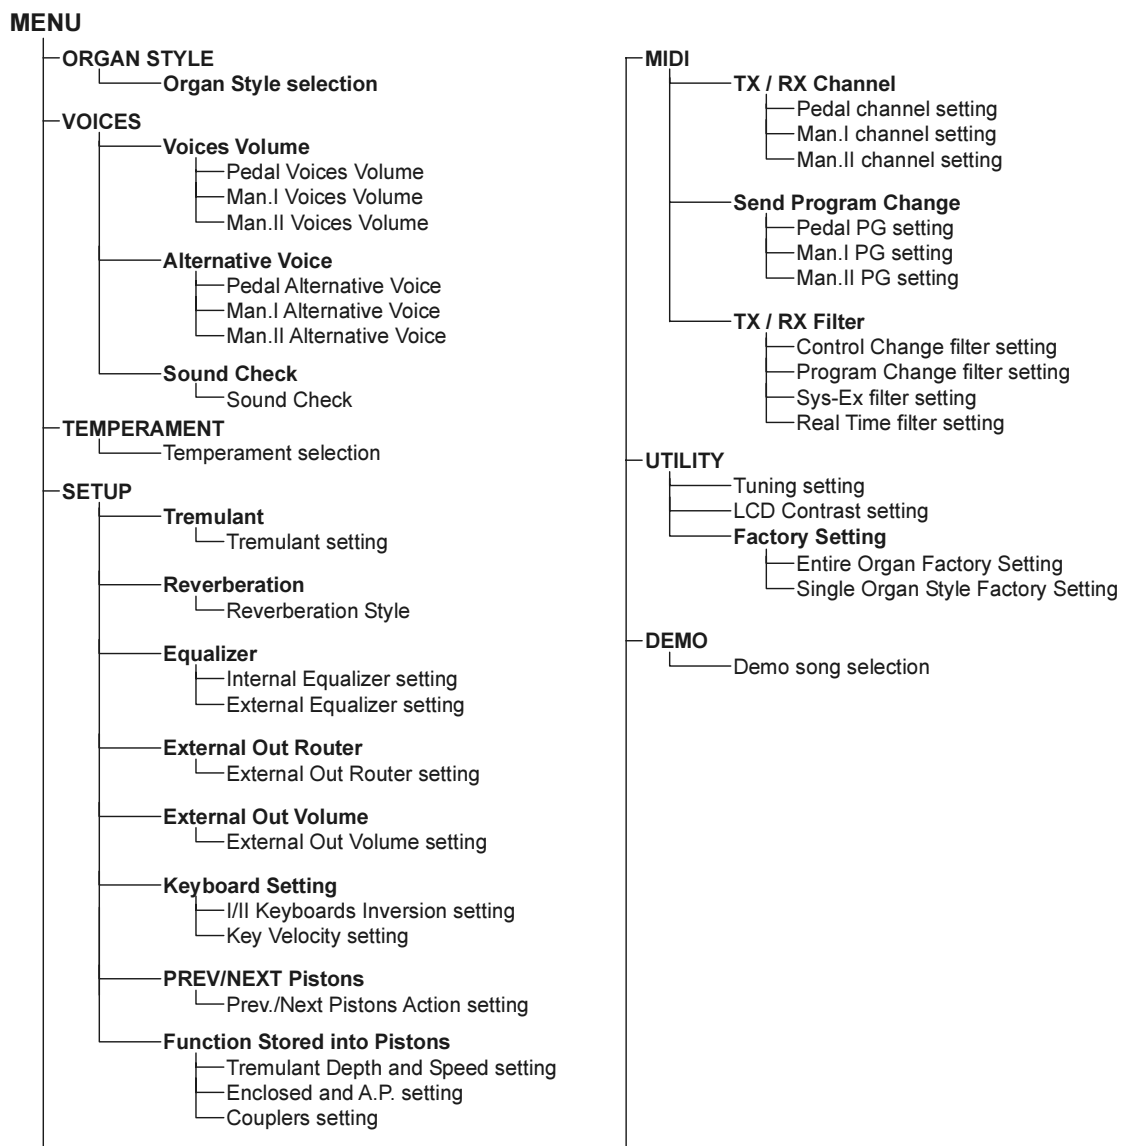 MENU
ORGAN STYLE
Organ Style selection
VOICES
Voices Volume
Pedal Voices Volume
Man.I Voices Volume
Man.II Voices Volume
Alternative Voice
Pedal Alternative Voice
Man.I Alternative Voice
Man.II Alternative Voice
Sound Check
Sound Check
TEMPERAMENT
Temperament selection
SETUP
Tremulant
Tremulant setting
Reverberation
Reverberation Style
Equalizer
Internal Equalizer setting
External Equalizer setting
External Out Router
External Out Router setting
External Out Volume
External Out Volume setting
Keyboard Setting
I/II Keyboards Inversion setting
Key Velocity setting
PREV/NEXT Pistons
Prev./Next Pistons Action setting
Function Stored into Pistons
Tremulant Depth and Speed setting
Enclosed and A.P. setting
Couplers setting
MIDI
TX / RX Channel
Pedal channel setting
Man.I channel setting
Man.II channel setting
Send Program Change
Pedal PG setting
Man.I PG setting
Man.II PG setting
TX / RX Filter
Control Change filter setting
Program Change filter setting
Sys-Ex filter setting
Real Time filter setting
UTILITY
Tuning setting
LCD Contrast setting
Factory Setting
Entire Organ Factory Setting
Single Organ Style Factory Setting
DEMO
Demo song selection